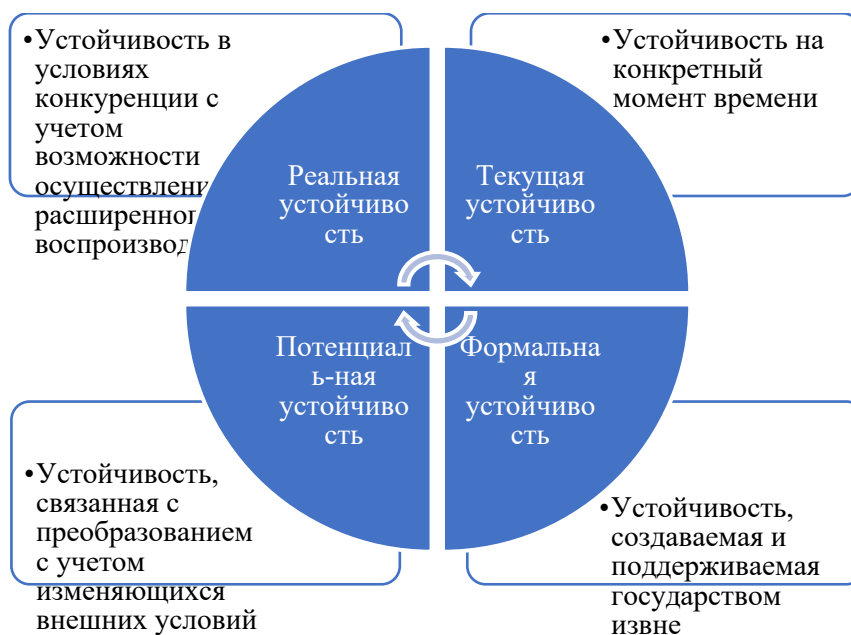 •Устойчивость в
условиях
конкуренции с
учетом
возможности
осуществлени
расширенног
воспроизвод
•Устойчивость на
конкретный
момент времени
Реальная
устойчиво
сть
Текущая
устойчиво
сть
Потенциал
ь-ная
устойчиво
сть
Формальна
я
устойчиво
сть
•Устойчивость,
связанная с
преобразованием
с учетом
изменяющихся
внешних условий
•Устойчивость,
создаваемая и
поддерживаемая
государством
извне